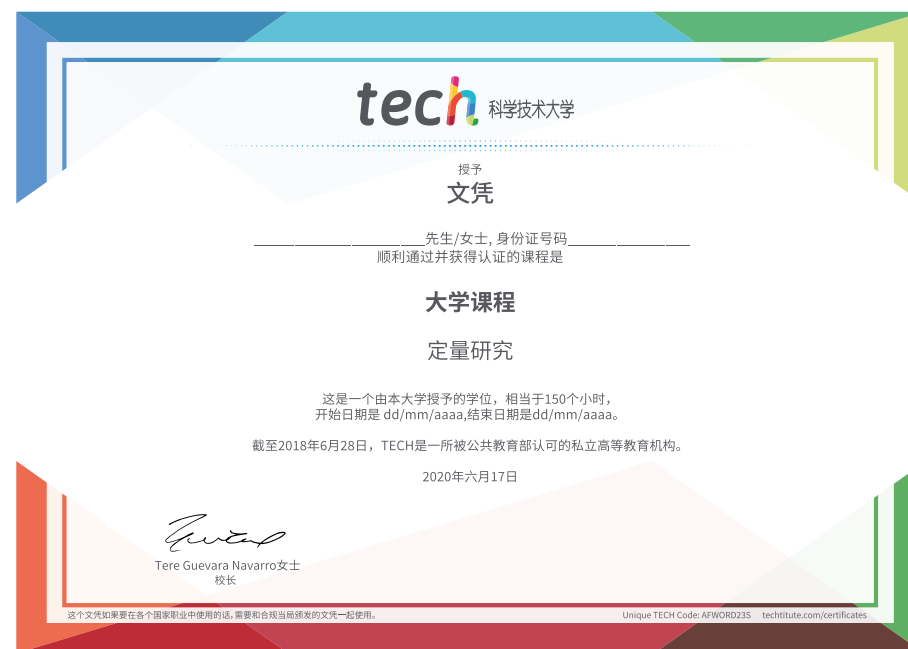 tech 科学技术大学
授予
文凭
先生/女士, 身份证号码
顺利通过并获得认证的课程是
大学课程
定量研究
这是一个由本大学授予的学位，相当于150个小时，
开始日期是 dd/mm/aaaa,结束日期是dd/mm/aaaa。
截至2018年6月28日，TECH是一所被公共教育部认可的私立高等教育机构。
2020年六月17日
Tere Guevara Navarro女士
校长
这个文凭如果要在各个国家职业中使用的话,需要和合规当局颁发的文凭一起使用。
Unique TECH Code: AFWORD23S techtitute.com/certificates